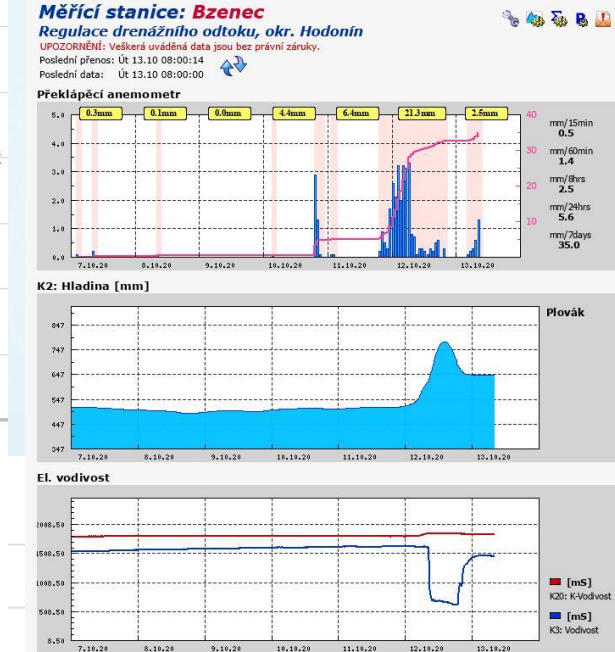 Měřící stanice: Bzenec
Regulace drenážního odtoku, okr. Hodonín
UPOZORNĚNÍ: Veškerá uváděná data jsou bez právní záruky.
Poslední přenos: Út 13.10 08:00:14
Poslední data: Út 13.10 08:00:00
Překlápěcí anemometr
0.3mm 0.1mm 0.0mm 4.4mm 6.4mm 21.3mm 2.5mm
5.0 40
4.0
3.0 30
2.0 20
1.0 10
0.0
7.10.20 8.10.20 9.10.20 10.10.20 11.10.20 12.10.20 13.10.20
mm/15min
0.5
mm/60min
1.4
mm/8hrs
2.5
mm/24hrs
5.6
mm/7days
35.0
K2: Hladina [mm]
Plovák
847
747
647
547
447
347
7.10.20 8.10.20 9.10.20 10.10.20 11.10.20 12.10.20 13.10.20
El. vodivost
2008.50
1508.50
1008.50
508.50
8.50
7.10.20 8.10.20 9.10.20 10.10.20 11.10.20 12.10.20 13.10.20
[mS]
K20: K-Vodivost
[mS]
K3: Vodivost